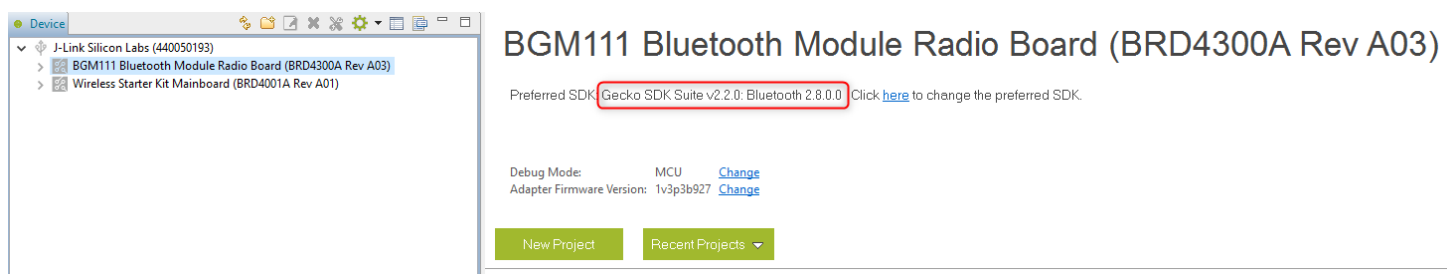 Device
J-Link Silicon Labs (440050193)
BGM111 Bluetooth Module Radio Board (BRD4300A Rev A03)
Wireless Starter Kit Mainboard (BRD4001A Rev A01)
BGM111 Bluetooth Module Radio Board (BRD4300A Rev A03)
Preferred SDK: Gecko SDK Suite v2.2.0: Bluetooth 2.8.0.0 Click here to change the preferred SDK.
Debug Mode: MCU Change
Adapter Firmware Version: 1v3p3b927 Change
New Project Recent Projects